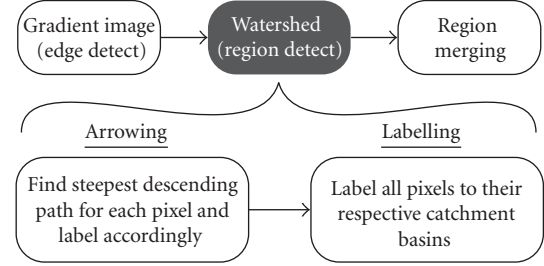 Gradient image
(edge detect)
Watershed
(region detect)
Region
merging
Arrowing
Labelling
Find steepest descending
path for each pixel and
label accordingly
Label all pixels to their
respective catchment
basins